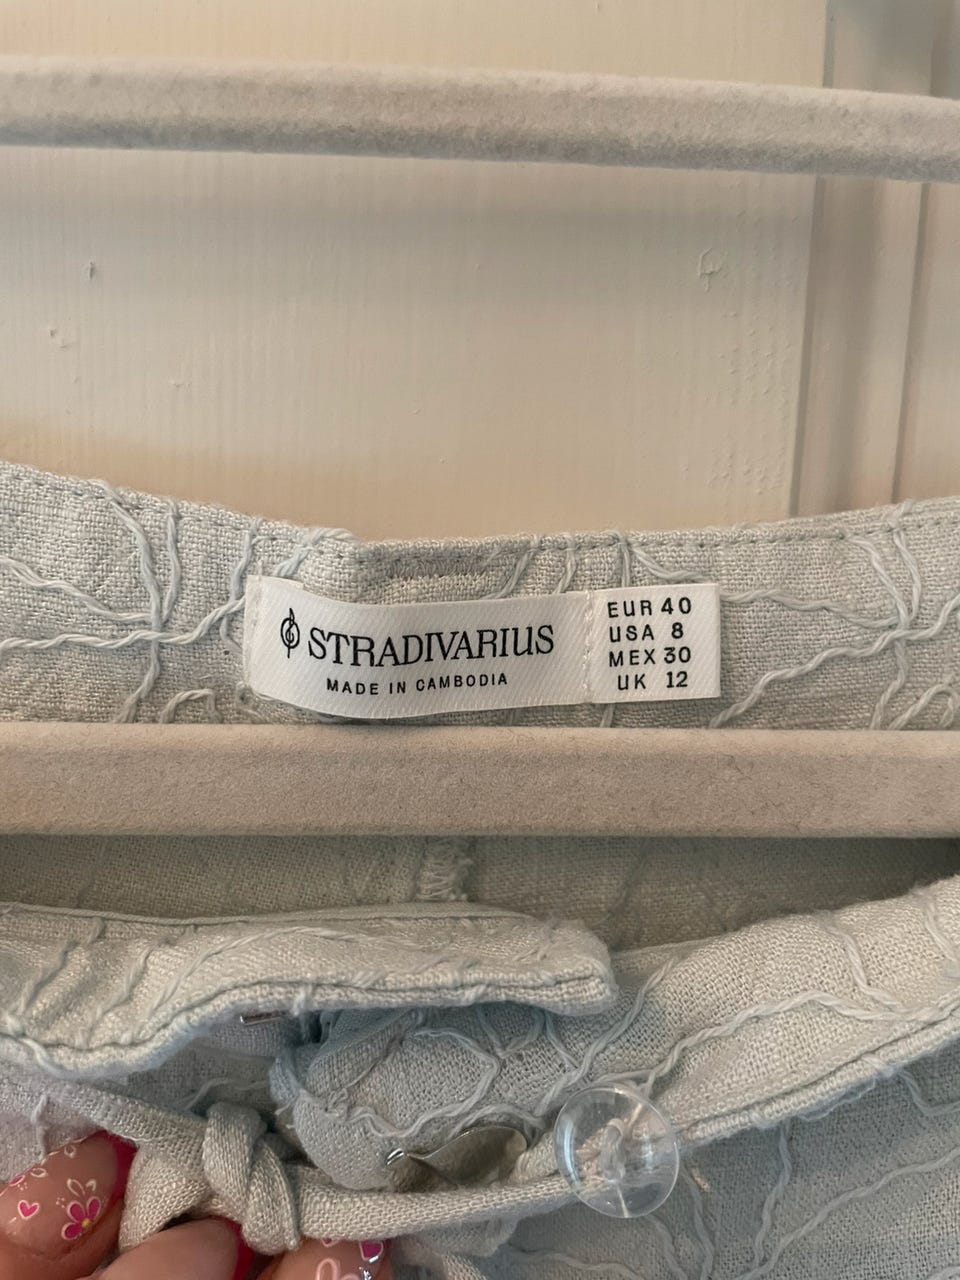 STRADIVARIUS
MADE IN CAMBODIA
EUR 40
USA 8
MEX 30
UK 12